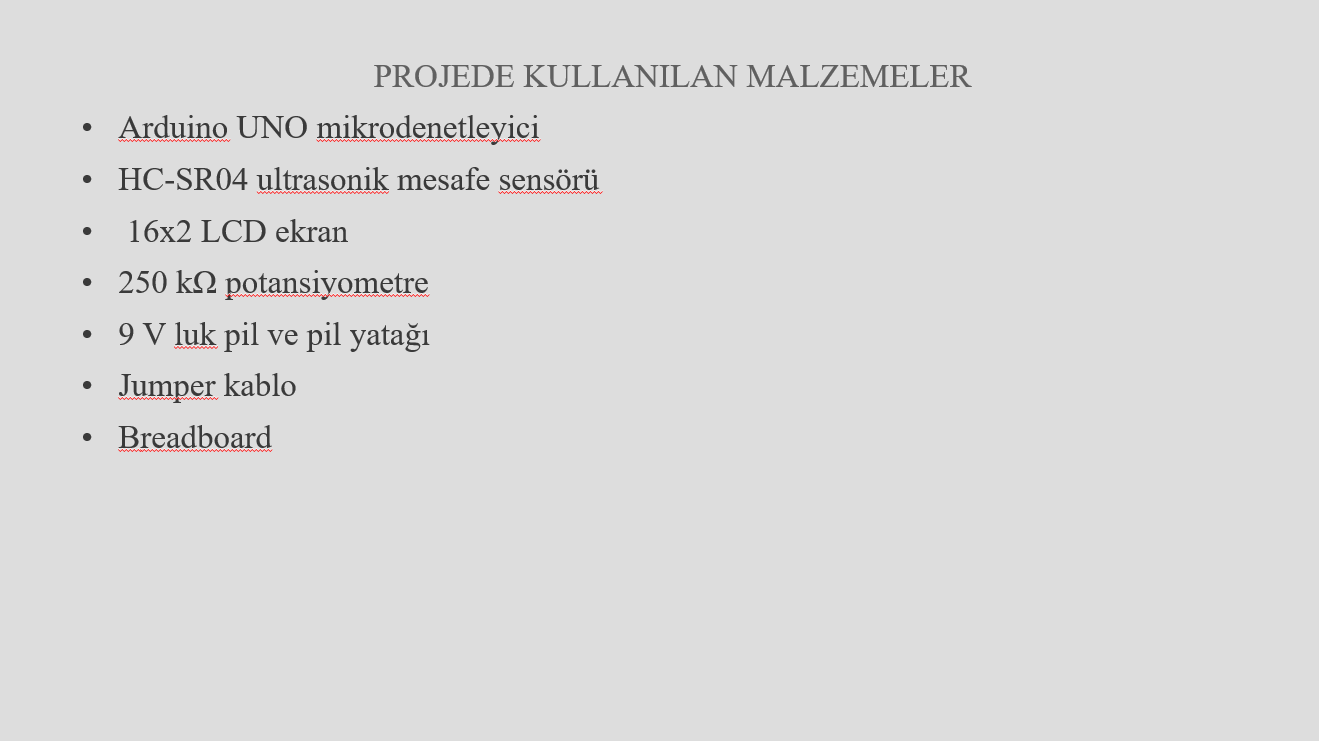 PROJEDE KULLANILAN MALZEMELER
• Arduino UNO mikrodenetleyici
• HC-SR04 ultrasonik mesafe sensörü
• 16x2 LCD ekran
• 250 kΩ potansiyometre
• 9 V luk pil ve pil yatağı
• Jumper kablo
• Breadboard